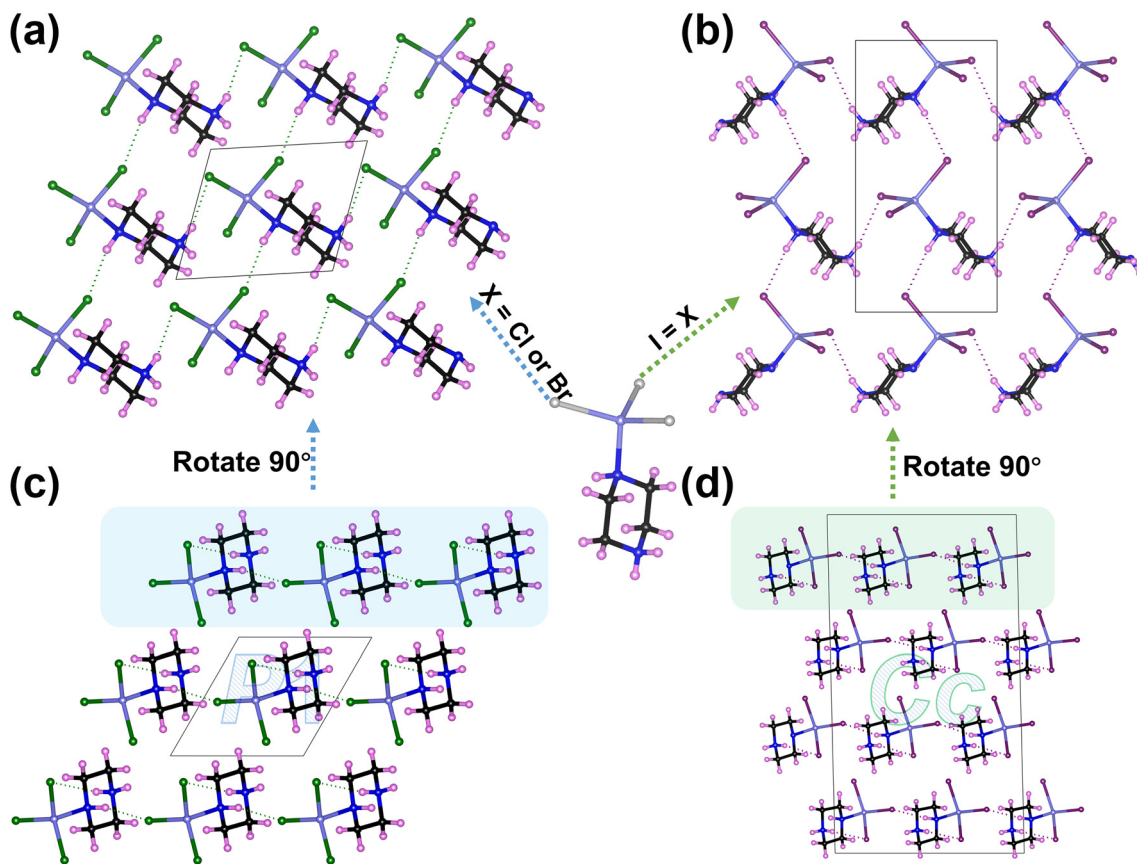 (a)
(b)
X = Cl or Br
I = X
Rotate 90°
Rotate 90°
(c)
(d)
P1
Cc